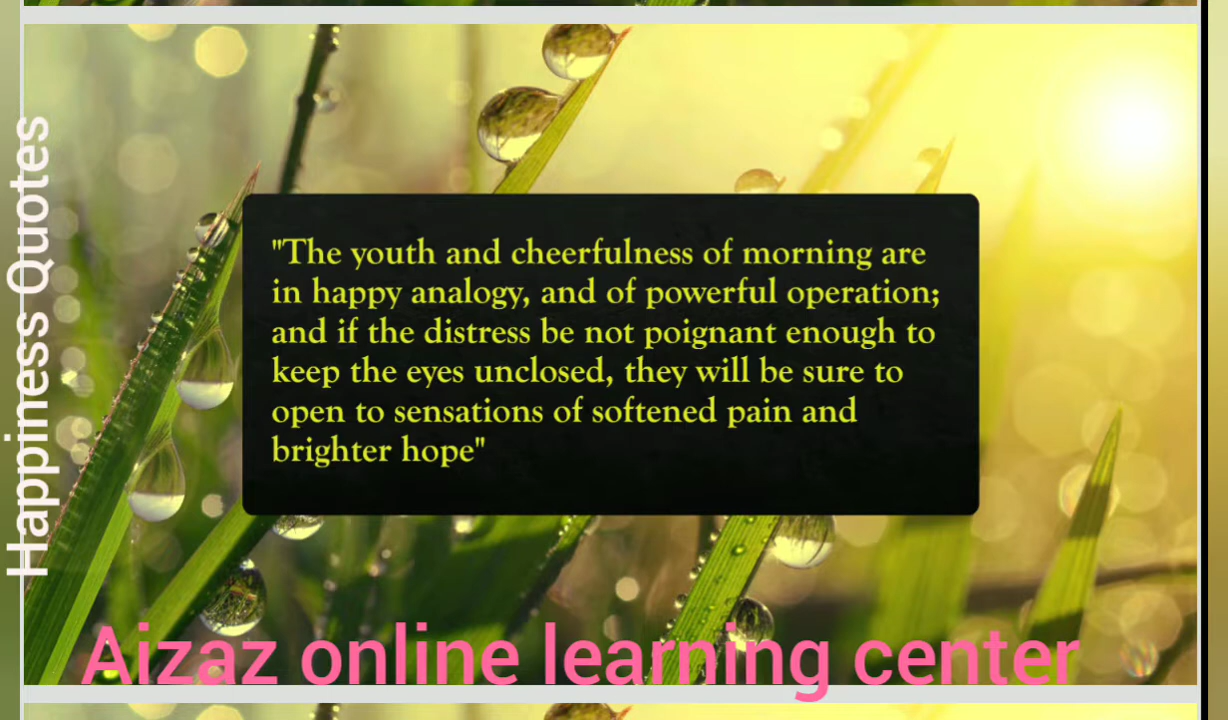 Happiness Quotes
"The youth and cheerfulness of morning are
in happy analogy, and of powerful operation;
and if the distress be not poignant enough to
keep the eyes unclosed, they will be sure to
open to sensations of softened pain and
brighter hope"
Aizaz online learning center